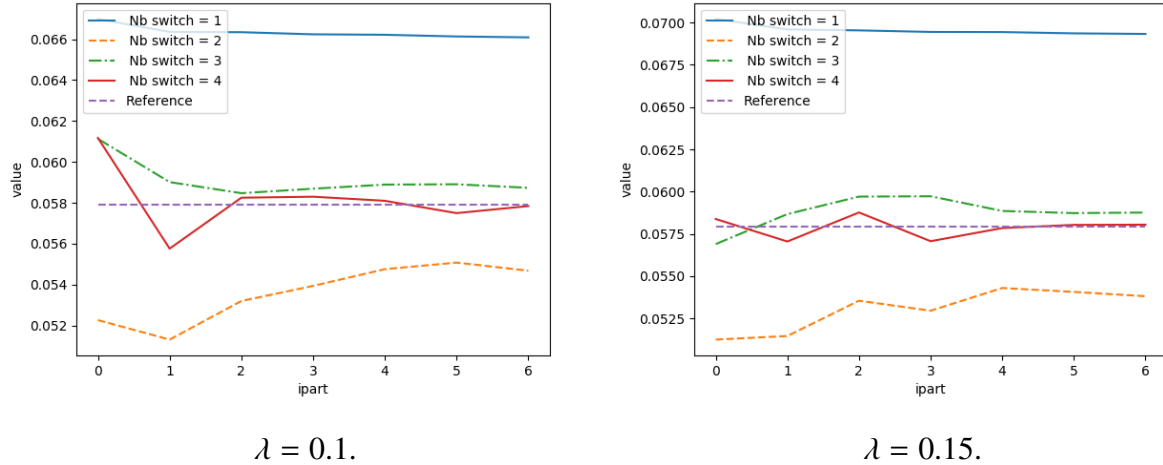 0.066
0.064
0.062
0.060
0.058
0.056
0.054
0.052
value
Nb switch = 1
Nb switch = 2
Nb switch = 3
Nb switch = 4
Reference
0 1 2 3 4 5 6
ipart
λ = 0.1.
0.0700
0.0675
0.0650
0.0625
0.0600
0.0575
0.0550
0.0525
value
Nb switch = 1
Nb switch = 2
Nb switch = 3
Nb switch = 4
Reference
0 1 2 3 4 5 6
ipart
λ = 0.15.